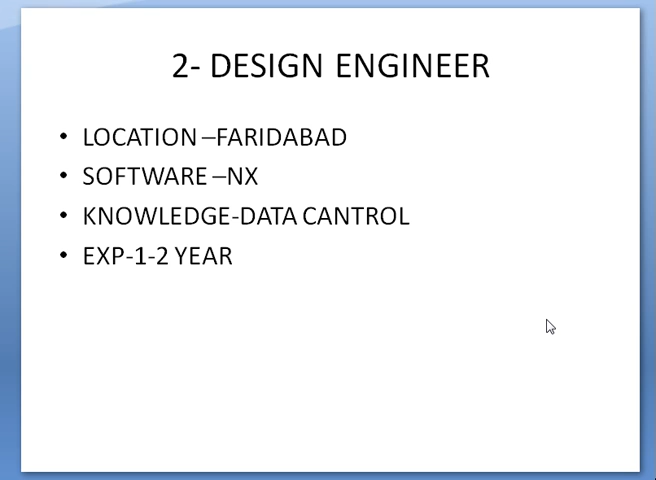 2- DESIGN ENGINEER
• LOCATION –FARIDABAD
• SOFTWARE –NX
• KNOWLEDGE-DATA CANTROL
• EXP-1-2 YEAR